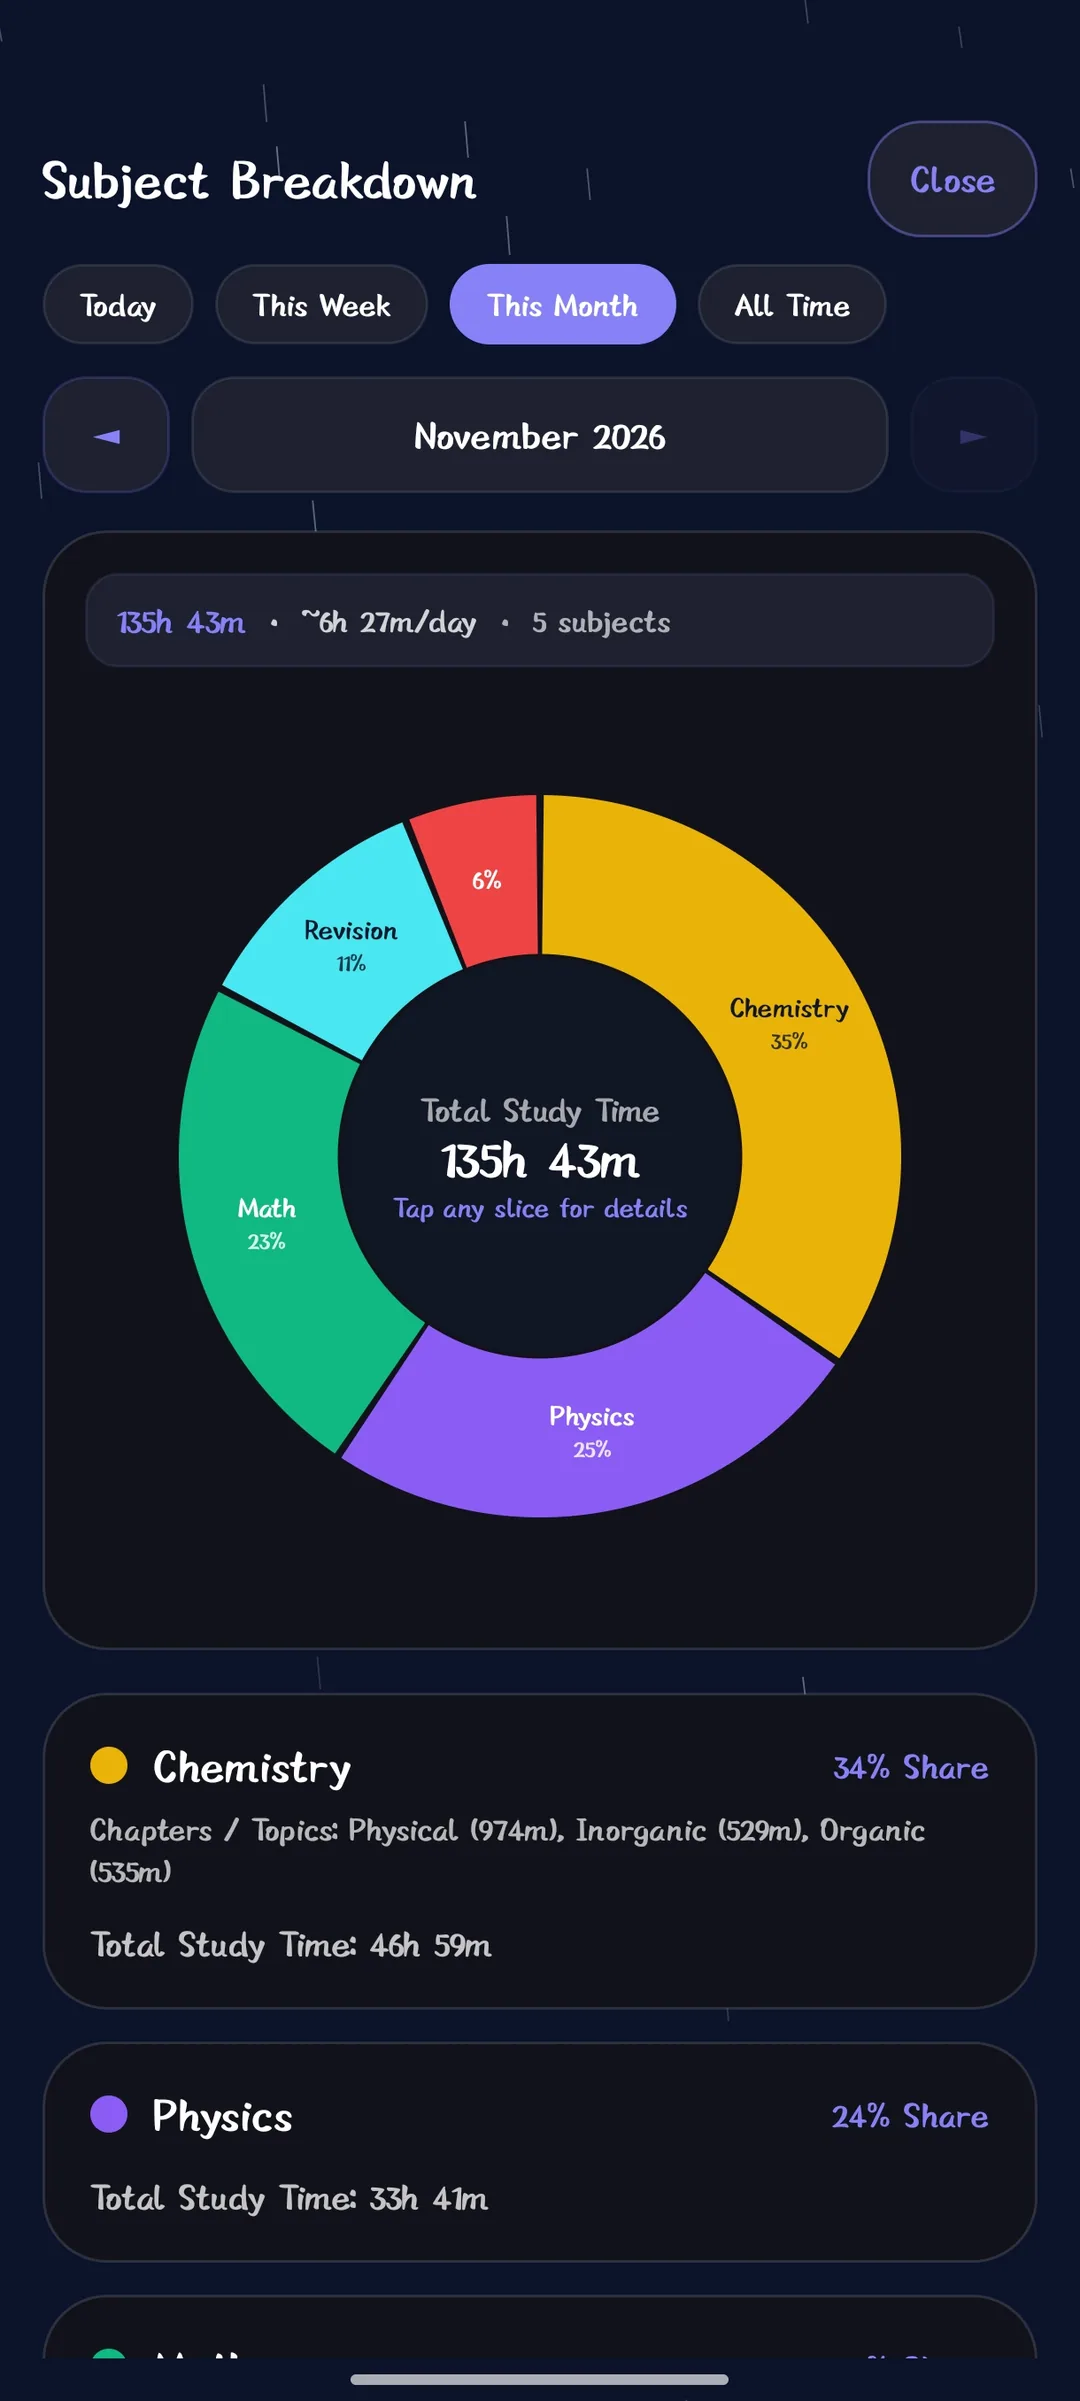 Subject Breakdown
Close
Today
This Week
This Month
All Time
◄
November 2026
►
135h 43m · ~6h 27m/day · 5 subjects
6%
Revision
11%
Chemistry
35%
Total Study Time
135h 43m
Tap any slice for details
Math
23%
Physics
25%
Chemistry
34% Share
Chapters / Topics: Physical (974m), Inorganic (529m), Organic
(535m)
Total Study Time: 46h 59m
Physics
24% Share
Total Study Time: 33h 41m